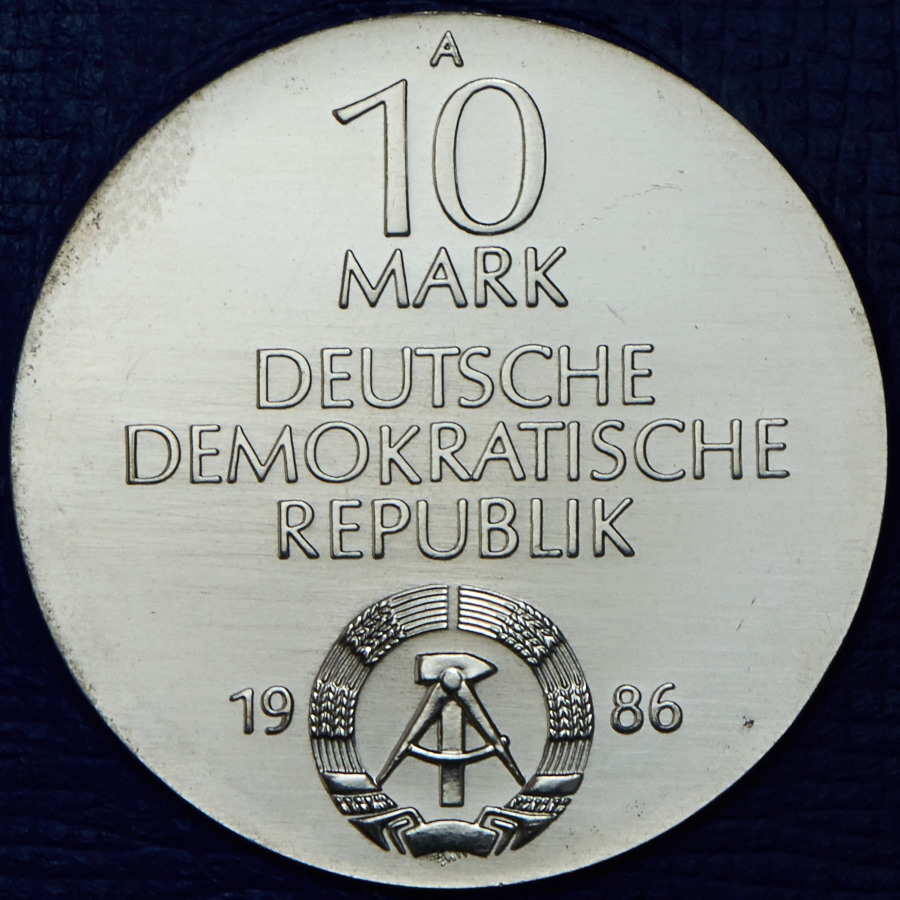 A
10
MARK
DEUTSCHE
DEMOKRATISCHE
REPUBLIK
19 86